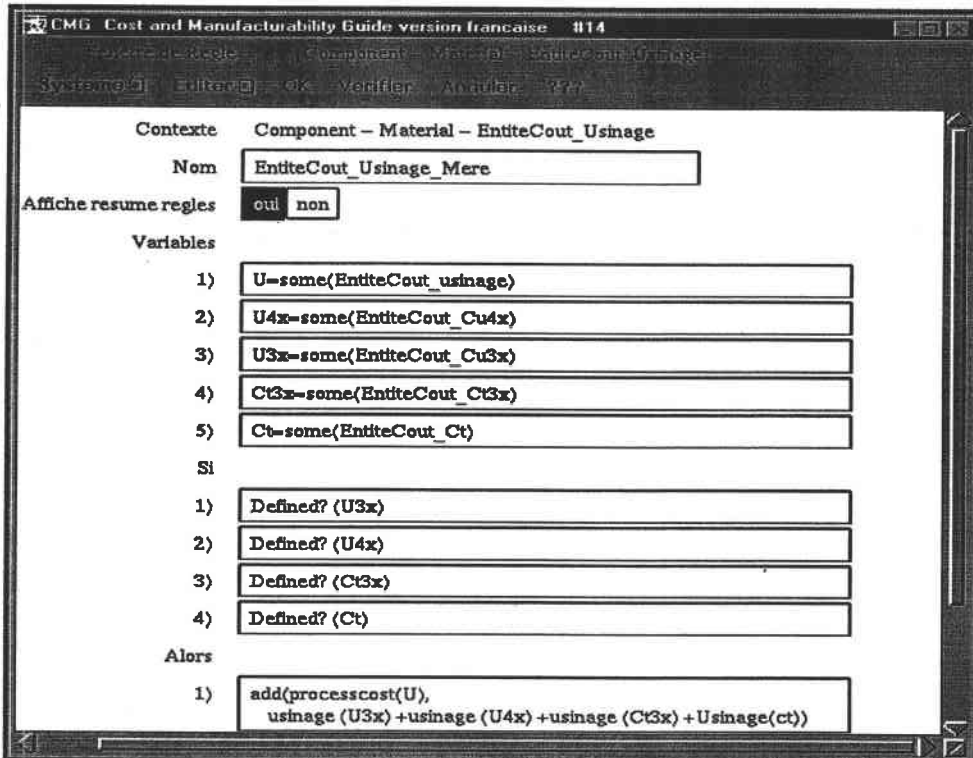 CMG Cost and Manufacturability Guide version francaise #14
de Regle Component Material EntiteCout_Usinage
Systeme Editer OK Verifier Annuler ???
Contexte Component – Material – EntiteCout_Usinage
Nom EntiteCout_Usinage_Mere
Affiche resume regles oui non
Variables
1) U=some(EntiteCout_usinage)
2) U4x=some(EntiteCout_Cu4x)
3) U3x=some(EntiteCout_Cu3x)
4) Ct3x=some(EntiteCout_Ct3x)
5) Ct=some(EntiteCout_Ct)
Si
1) Defined? (U3x)
2) Defined? (U4x)
3) Defined? (Ct3x)
4) Defined? (Ct)
Alors
1) add(processcost(U),
usinage (U3x) +usinage (U4x) +usinage (Ct3x) +Usinage(ct))